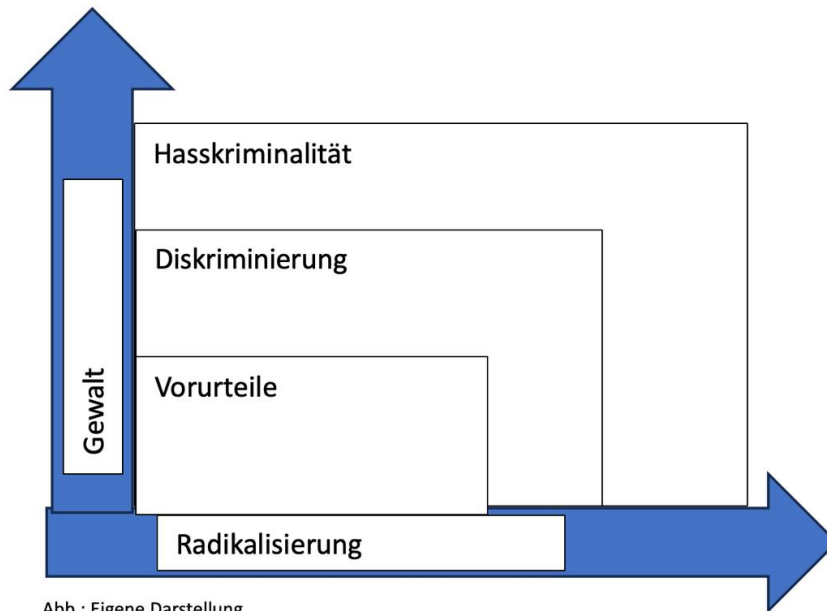 Hasskriminalität
Diskriminierung
Vorurteile
Gewalt
Radikalisierung
Abb.: Eigene Darstellung